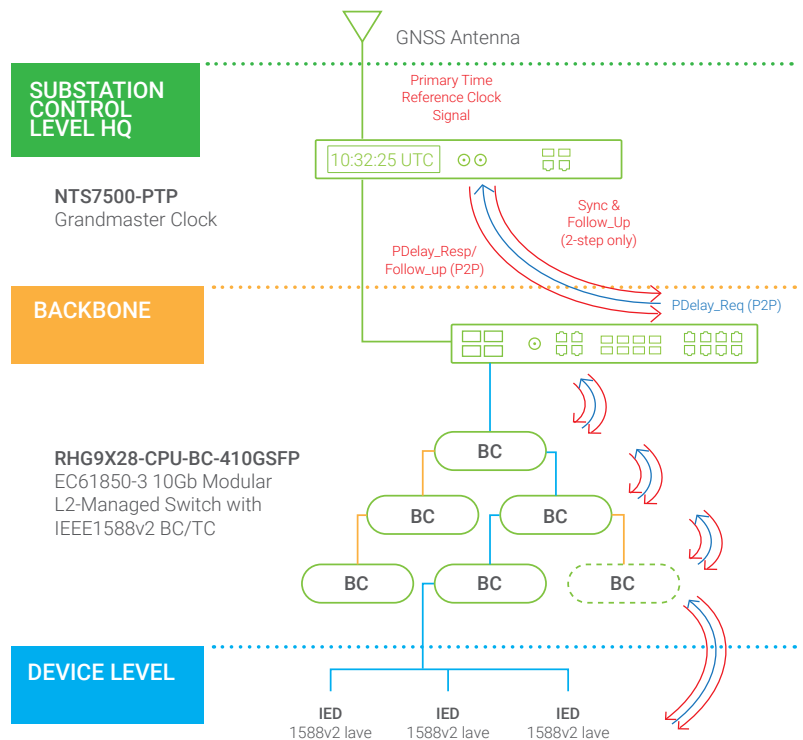 GNSS Antenna
SUBSTATION
CONTROL
LEVEL HQ
Primary Time
Reference Clock
Signal
10:32:25 UTC
NTS7500-PTP
Grandmaster Clock
Sync &
Follow_Up
(2-step only)
PDelay_Resp/
Follow_up (P2P)
BACKBONE
PDelay_Req (P2P)
RHG9X28-CPU-BC-410GSFP
EC61850-3 10Gb Modular
L2-Managed Switch with
IEEE1588v2 BC/TC
BC
BC
BC
BC
BC
BC
DEVICE LEVEL
IED
1588v2 lave
IED
1588v2 lave
IED
1588v2 lave